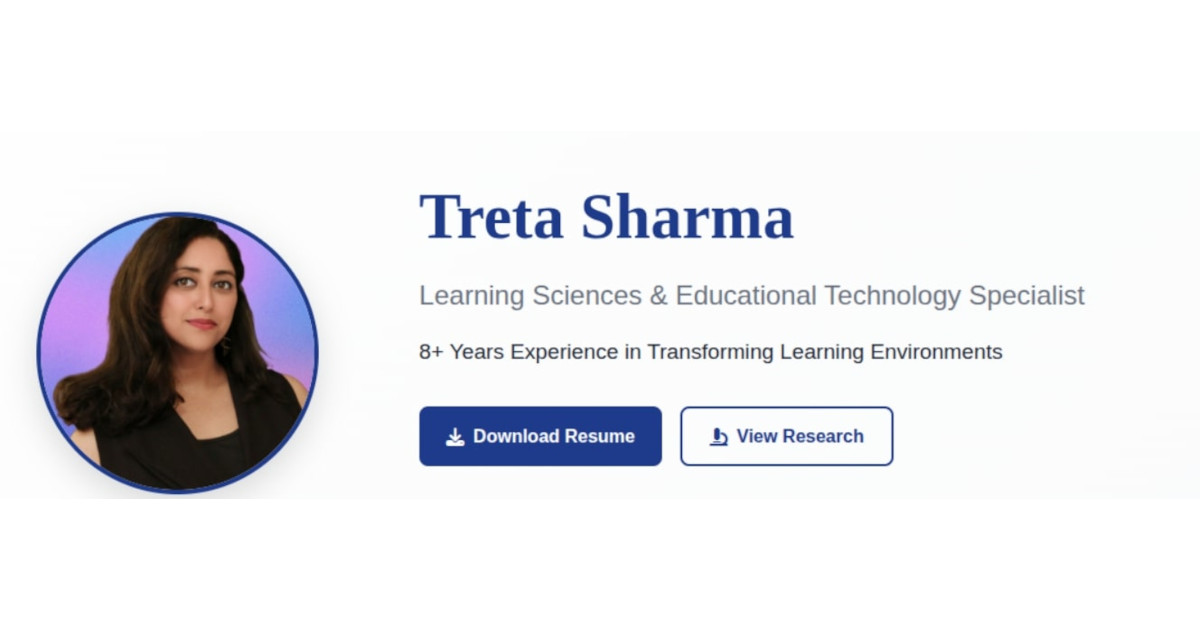 Treta Sharma
Learning Sciences & Educational Technology Specialist
8+ Years Experience in Transforming Learning Environments
Download Resume
View Research